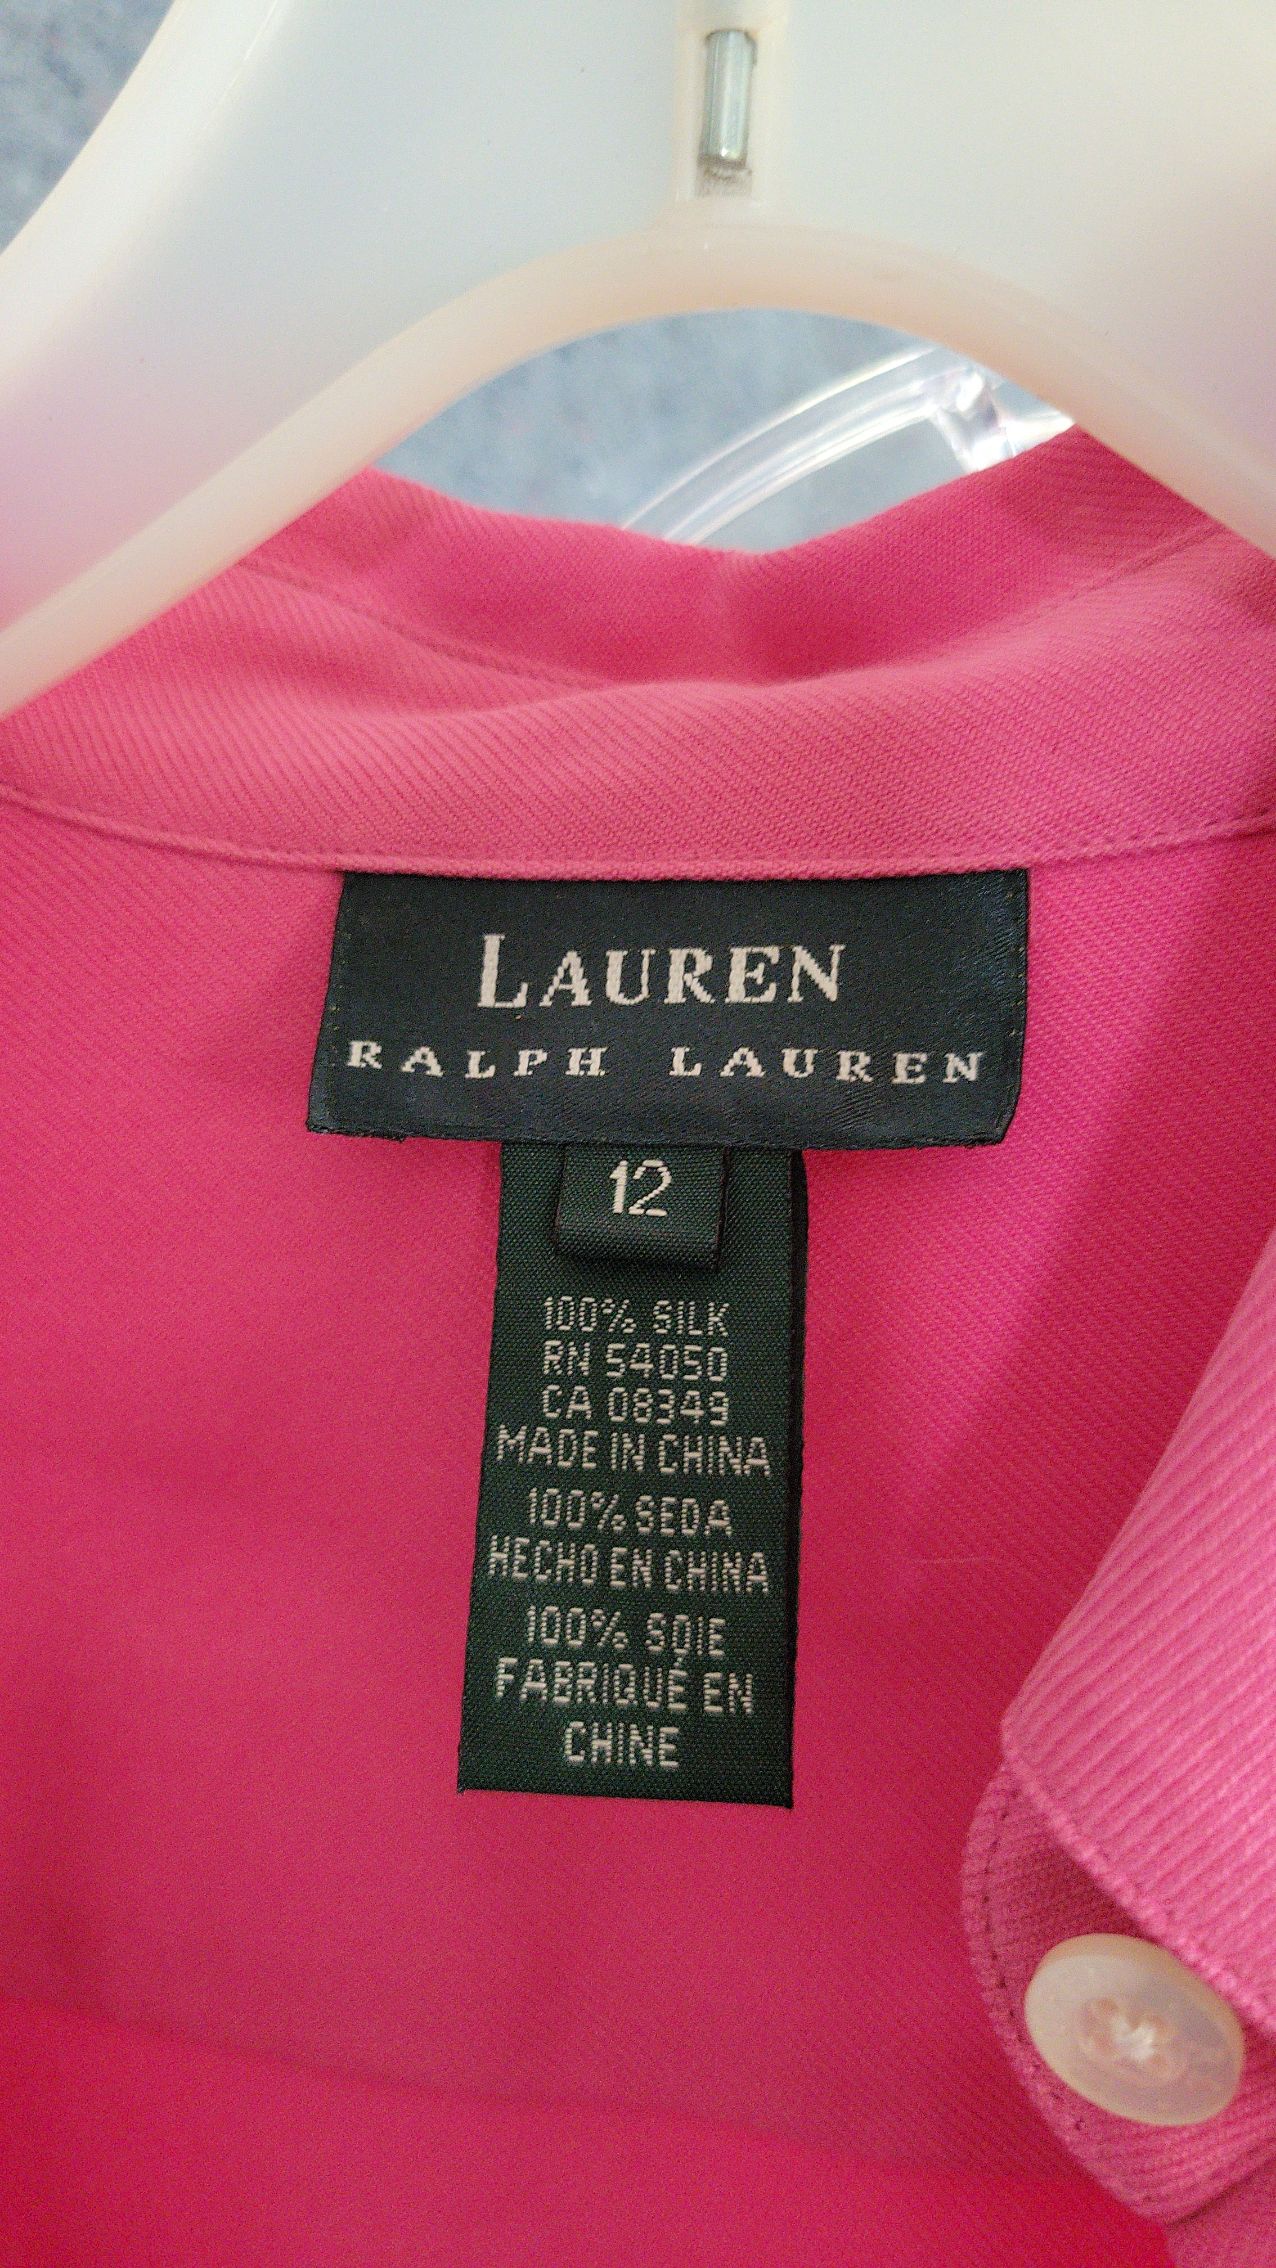 LAUREN
RALPH LAUREN
12
100% SILK
RN 54050
CA 08349
MADE IN CHINA
100% SEDA
HECHO EN CHINA
100% SOIE
FABRIQUÉ EN
CHINE